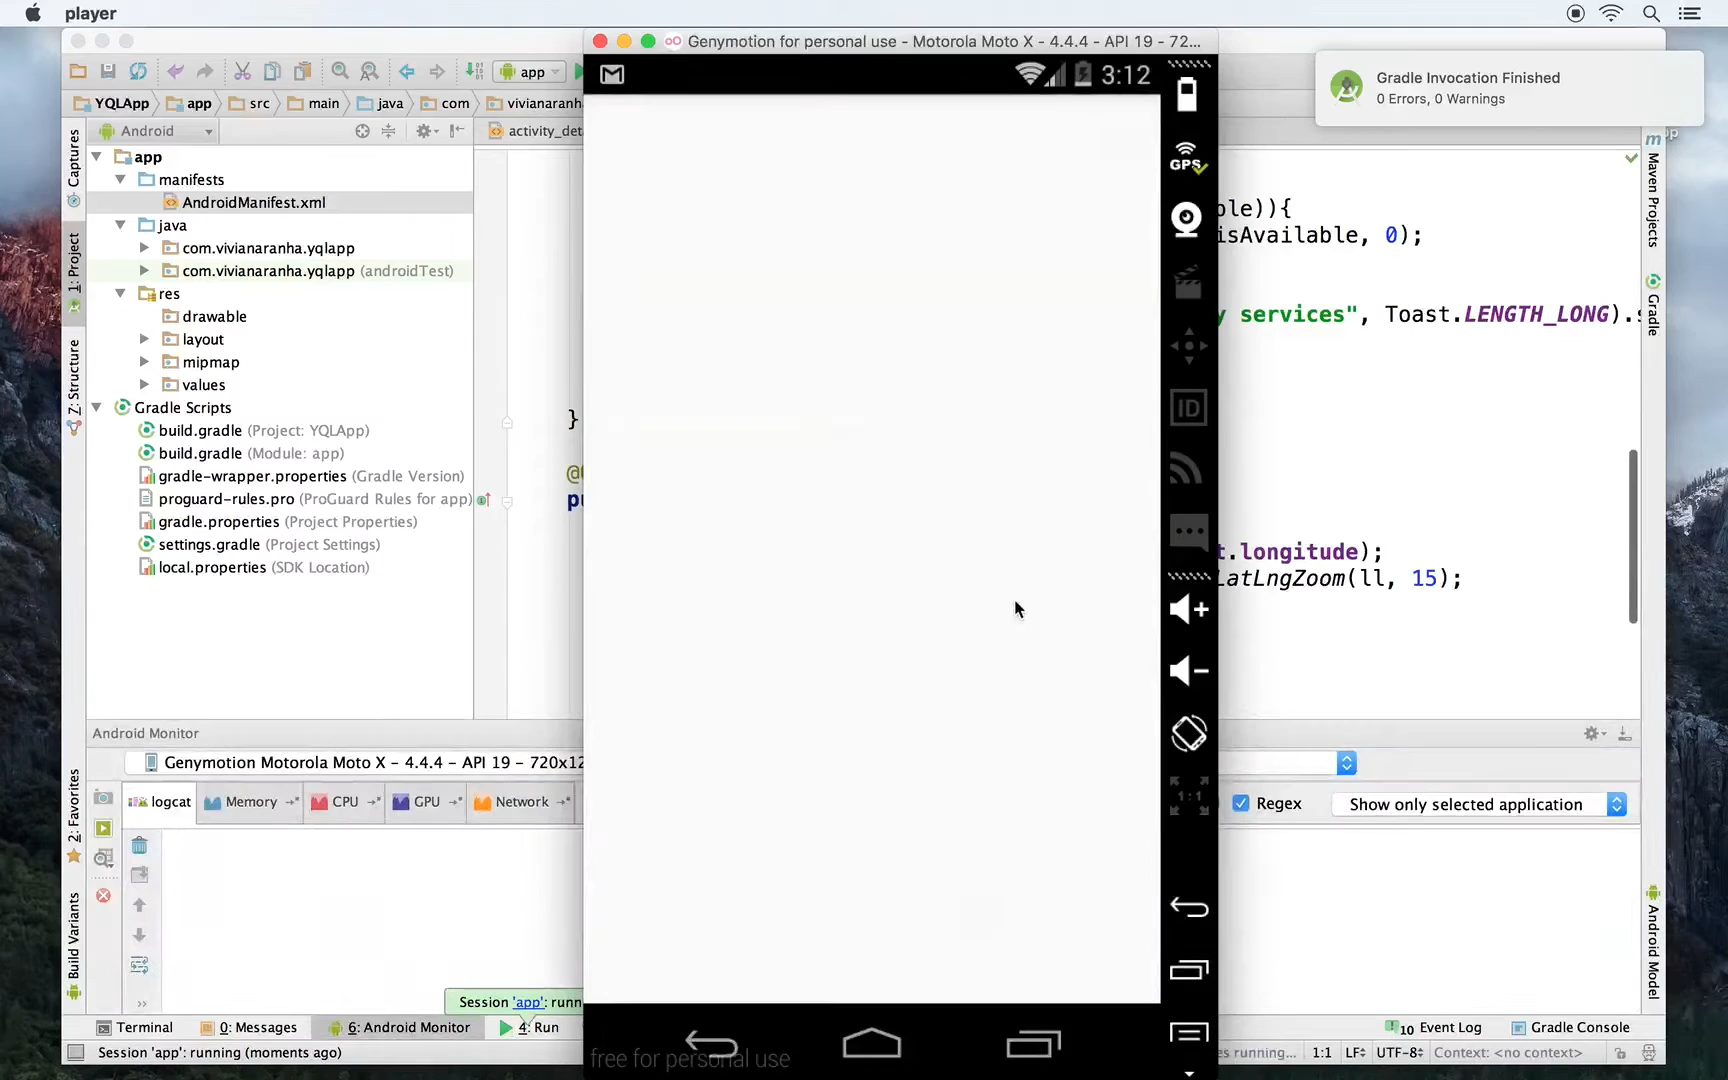 player
Genymotion for personal use - Motorola Moto X - 4.4.4 - API 19 - 72...
app
Gradle Invocation Finished
0 Errors, 0 Warnings
3:12
YQLApp
app
src
main
java
com
vivianaranh
Android
activity_det
app
manifests
AndroidManifest.xml
java
com.vivianaranha.yqlapp
com.vivianaranha.yqlapp (androidTest)
res
drawable
layout
mipmap
values
Gradle Scripts
build.gradle (Project: YQLApp)
build.gradle (Module: app)
gradle-wrapper.properties (Gradle Version)
proguard-rules.pro (ProGuard Rules for app)
gradle.properties (Project Properties)
settings.gradle (Project Settings)
local.properties (SDK Location)
Captures
1: Project
Z: Structure
2: Favorites
Build Variants
}
ble)){
isAvailable, 0);
y services", Toast.LENGTH_LONG).s
t.longitude);
LatLngZoom(ll, 15);
GPS
ID
1:1
Maven Projects
Gradle
Android Model
Android Monitor
Genymotion Motorola Moto X - 4.4.4 - API 19 - 720x12
logcat
Memory
CPU
GPU
Network
Regex
Show only selected application
Session 'app': runn
Terminal
0: Messages
6: Android Monitor
4: Run
10 Event Log
Gradle Console
Session 'app': running (moments ago)
free for personal use
es running...
1:1
LF
UTF-8
Context: <no context>